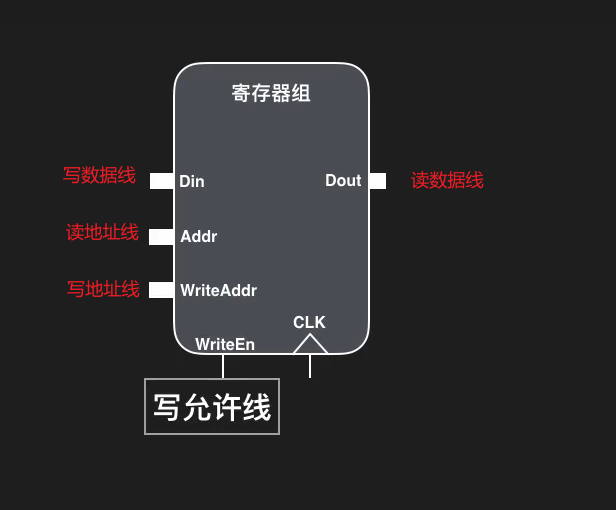 寄存器组
写数据线
Din
Dout
读数据线
读地址线
Addr
写地址线
WriteAddr
CLK
WriteEn
写允许线